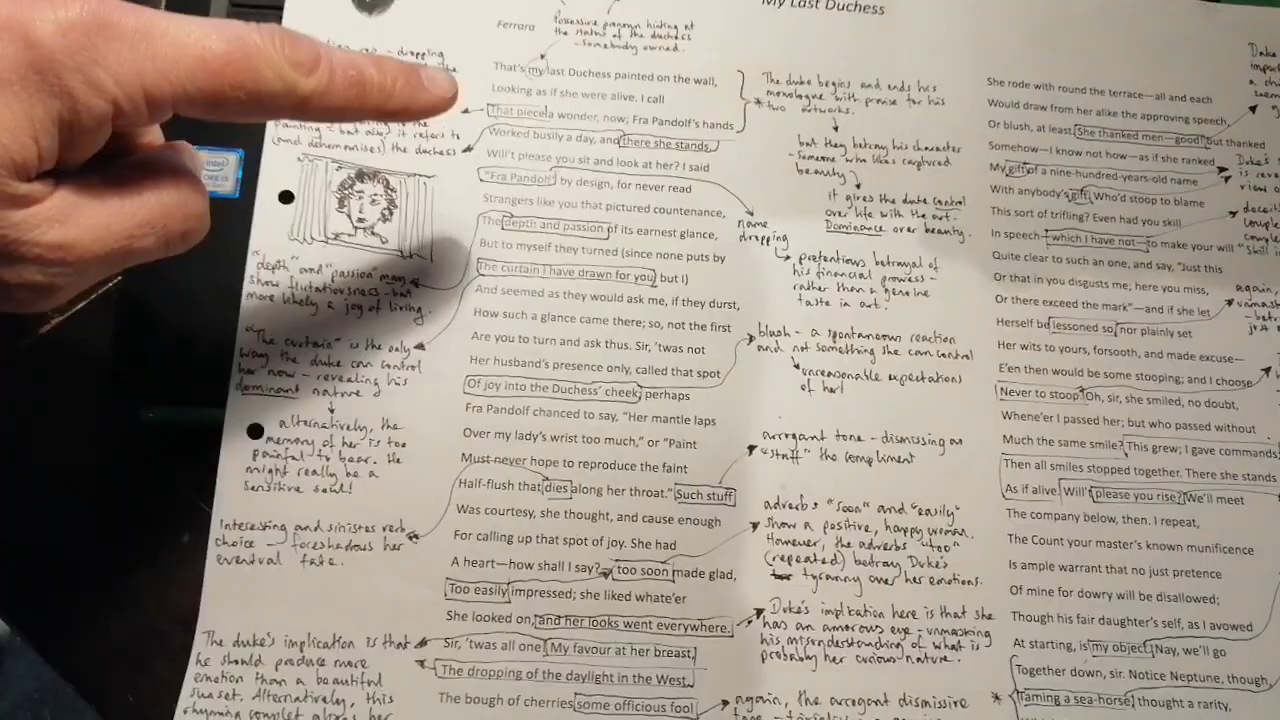 My Last Duchess
Ferrara
Possessive pronoun hinting at
the status of the duchess
- Somebody owned.
That's my last Duchess painted on the wall,
Looking as if she were alive. I call
That piece a wonder, now; Fra Pandolf's hands
Worked busily a day, and there she stands.
Will't please you sit and look at her? I said
"Fra Pandolf" by design, for never read
Strangers like you that pictured countenance,
The depth and passion of its earnest glance,
But to myself they turned (since none puts by
The curtain I have drawn for you, but I)
And seemed as they would ask me, if they durst,
How such a glance came there; so, not the first
Are you to turn and ask thus. Sir, 'twas not
Her husband's presence only, called that spot
Of joy into the Duchess' cheek; perhaps
Fra Pandolf chanced to say, "Her mantle laps
Over my lady's wrist too much," or "Paint
Must never hope to reproduce the faint
Half-flush that dies along her throat." Such stuff
Was courtesy, she thought, and cause enough
For calling up that spot of joy. She had
A heart—how shall I say?— too soon made glad,
Too easily impressed; she liked whate'er
She looked on, and her looks went everywhere.
Sir, 'twas all one! My favour at her breast,
The dropping of the daylight in the West,
The bough of cherries some officious fool
dropping
painting - but also it refers to
(and dehumanises) the duchess
intel
"depth" and "passion" may
show flirtatiousness - but
more likely a joy of living.
"The curtain" is the only
way the duke can control
her now - revealing his
dominant nature
alternatively, the
memory of her is too
painful to bear. He
might really be a
sensitive soul!
Interesting and sinister verb
choice - foreshadows her
eventual fate.
The duke's implication is that
he should produce more
emotion than a beautiful
sunset. Alternatively, this
rhyming couplet
The duke begins and ends his
monologue with praise for his
* two artworks.
but they betray his character
- Someone who likes captured
beauty
it gives the duke control
over life with the art.
Dominance over beauty.
name
dropping
pretentious betrayal of
his financial prowess -
rather than a genuine
taste in art.
blush - a spontaneous reaction
and not something she can control
unreasonable expectations
of her!
arrogant tone - dismissing as
"stuff" the compliment
adverbs "soon" and "easily"
show a positive, happy woman.
However, the adverbs "too"
(repeated) betray Duke's
tyranny over her emotions.
Duke's implication here is that she
has an amorous eye - unmasking
his misunderstanding of what is
probably her curious nature.
again, the arrogant dismissive
She rode with round the terrace—all and each
Would draw from her alike the approving speech,
Or blush, at least. She thanked men—good! but thanked
Somehow—I know not how—as if she ranked
My gift of a nine-hundred-years-old name
With anybody's gift. Who'd stoop to blame
This sort of trifling? Even had you skill
In speech—which I have not—to make your will
Quite clear to such an one, and say, "Just this
Or that in you disgusts me; here you miss,
Or there exceed the mark"—and if she let
Herself be lessoned so, nor plainly set
Her wits to yours, forsooth, and made excuse—
E'en then would be some stooping; and I choose
Never to stoop. Oh, sir, she smiled, no doubt,
Whene'er I passed her; but who passed without
Much the same smile? This grew; I gave commands;
Then all smiles stopped together. There she stands
As if alive. Will't please you rise? We'll meet
The company below, then. I repeat,
The Count your master's known munificence
Is ample warrant that no just pretence
Of mine for dowry will be disallowed;
Though his fair daughter's self, as I avowed
At starting, is my object. Nay, we'll go
Together down, sir. Notice Neptune, though,
* Taming a sea-horse, thought a rarity,
Duke
Duke's
again,